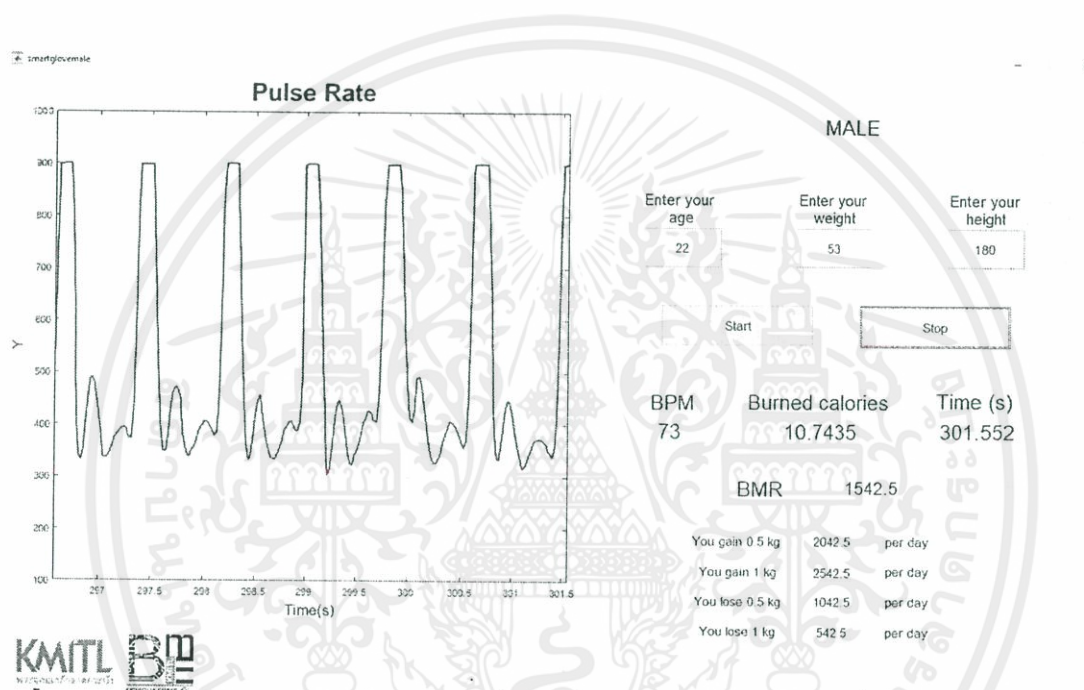 smartglovemale
Pulse Rate
1000
900
800
700
600
500
400
300
200
100
Y
297
297.5
298
298.5
299
299.5
300
300.5
301
301.5
Time(s)
MALE
Enter your age
22
Enter your weight
53
Enter your height
180
Start
Stop
BPM
73
Burned calories
10.7435
Time (s)
301.552
BMR 1542.5
You gain 0.5 kg 2042.5 per day
You gain 1 kg 2542.5 per day
You lose 0.5 kg 1042.5 per day
You lose 1 kg 542.5 per day
KMITL